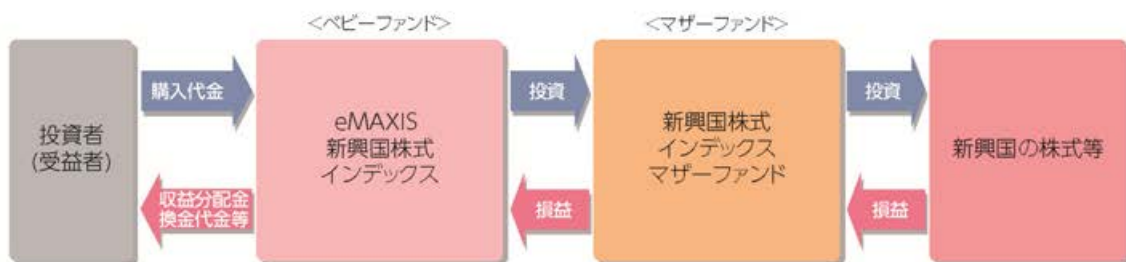 <ベビーファンド>
<マザーファンド>
投資者
(受益者)
購入代金
収益分配金
換金代金等
eMAXIS
新興国株式
インデックス
投資
損益
新興国株式
インデックス
マザーファンド
投資
損益
新興国の株式等